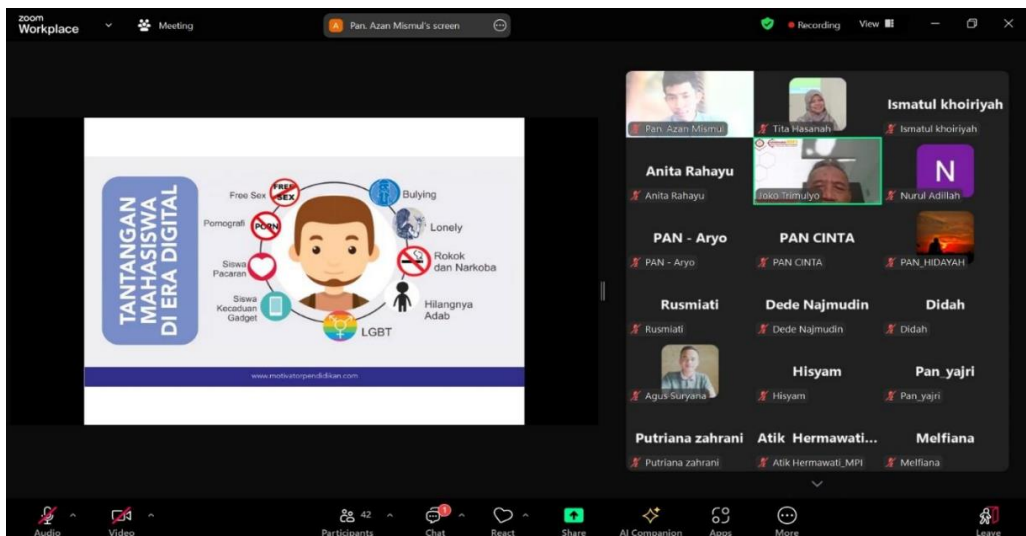 zoom
Workplace
Meeting
Pan. Azan Mismul's screen
Recording
View
TANTANGAN
MAHASISWA
DI ERA DIGITAL
Free Sex
FREE
SEX
Pornografi
PORN
Siswa
Pacaran
Siswa
Kecaduan
Gadget
LGBT
Bulying
Lonely
Rokok
dan Narkoba
Hilangnya
Adab
www.motivatorpendidikan.com
Pan. Azan Mismul
Tita Hasanah
Ismatul khoiriyah
Ismatul khoiriyah
Anita Rahayu
Anita Rahayu
Joko Trimulyo
N
Nurul Adillah
PAN - Aryo
PAN - Aryo
PAN CINTA
PAN CINTA
PAN_HIDAYAH
Rusmiati
Rusmiati
Dede Najmudin
Dede Najmudin
Didah
Didah
Agus Suryana
Hisyam
Hisyam
Pan_yajri
Pan_yajri
Putriana zahrani
Putriana zahrani
Atik Hermawati...
Atik Hermawati_MPI
Melfiana
Melfiana
Audio
Video
42
Participants
1
Chat
React
Share
AI Companion
Apps
More
Leave